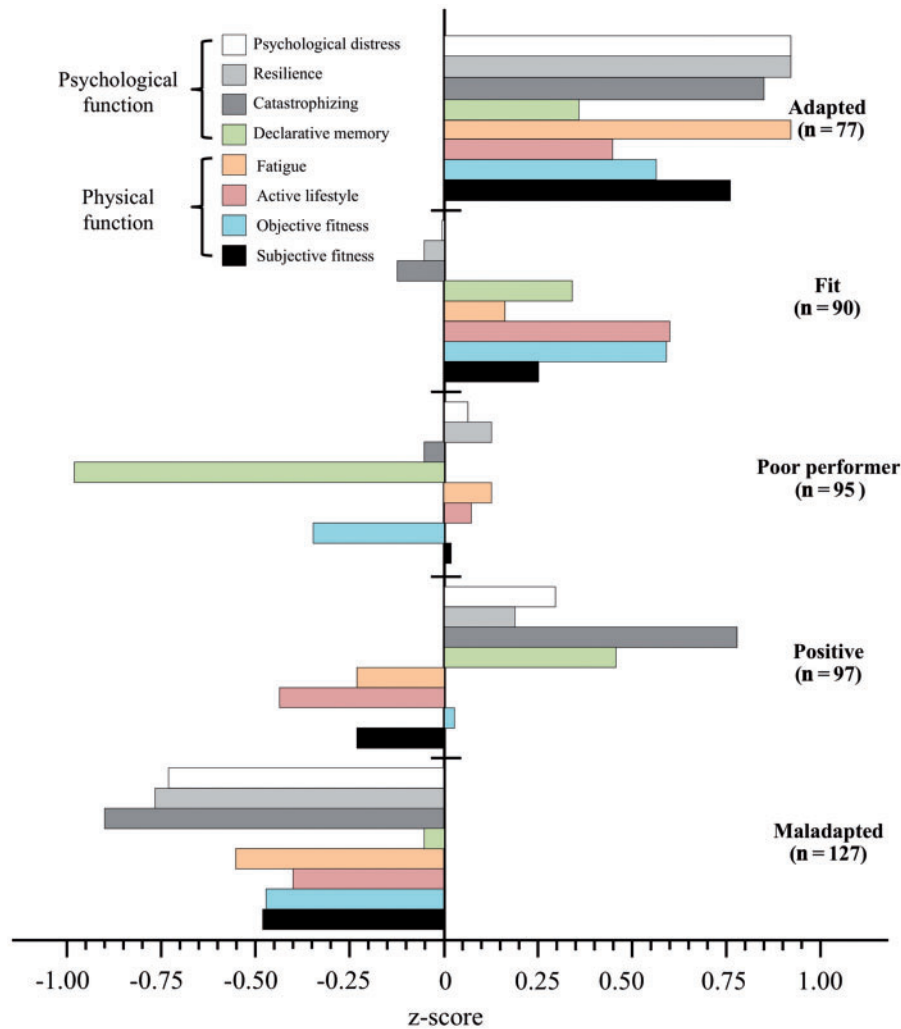 Psychological
function
Physical
function
Psychological distress
Resilience
Catastrophizing
Declarative memory
Fatigue
Active lifestyle
Objective fitness
Subjective fitness
Adapted
(n = 77)
Fit
(n = 90)
Poor performer
(n = 95 )
Positive
(n = 97)
Maladapted
(n = 127)
-1.00 -0.75 -0.50 -0.25 0 0.25 0.50 0.75 1.00
z-score